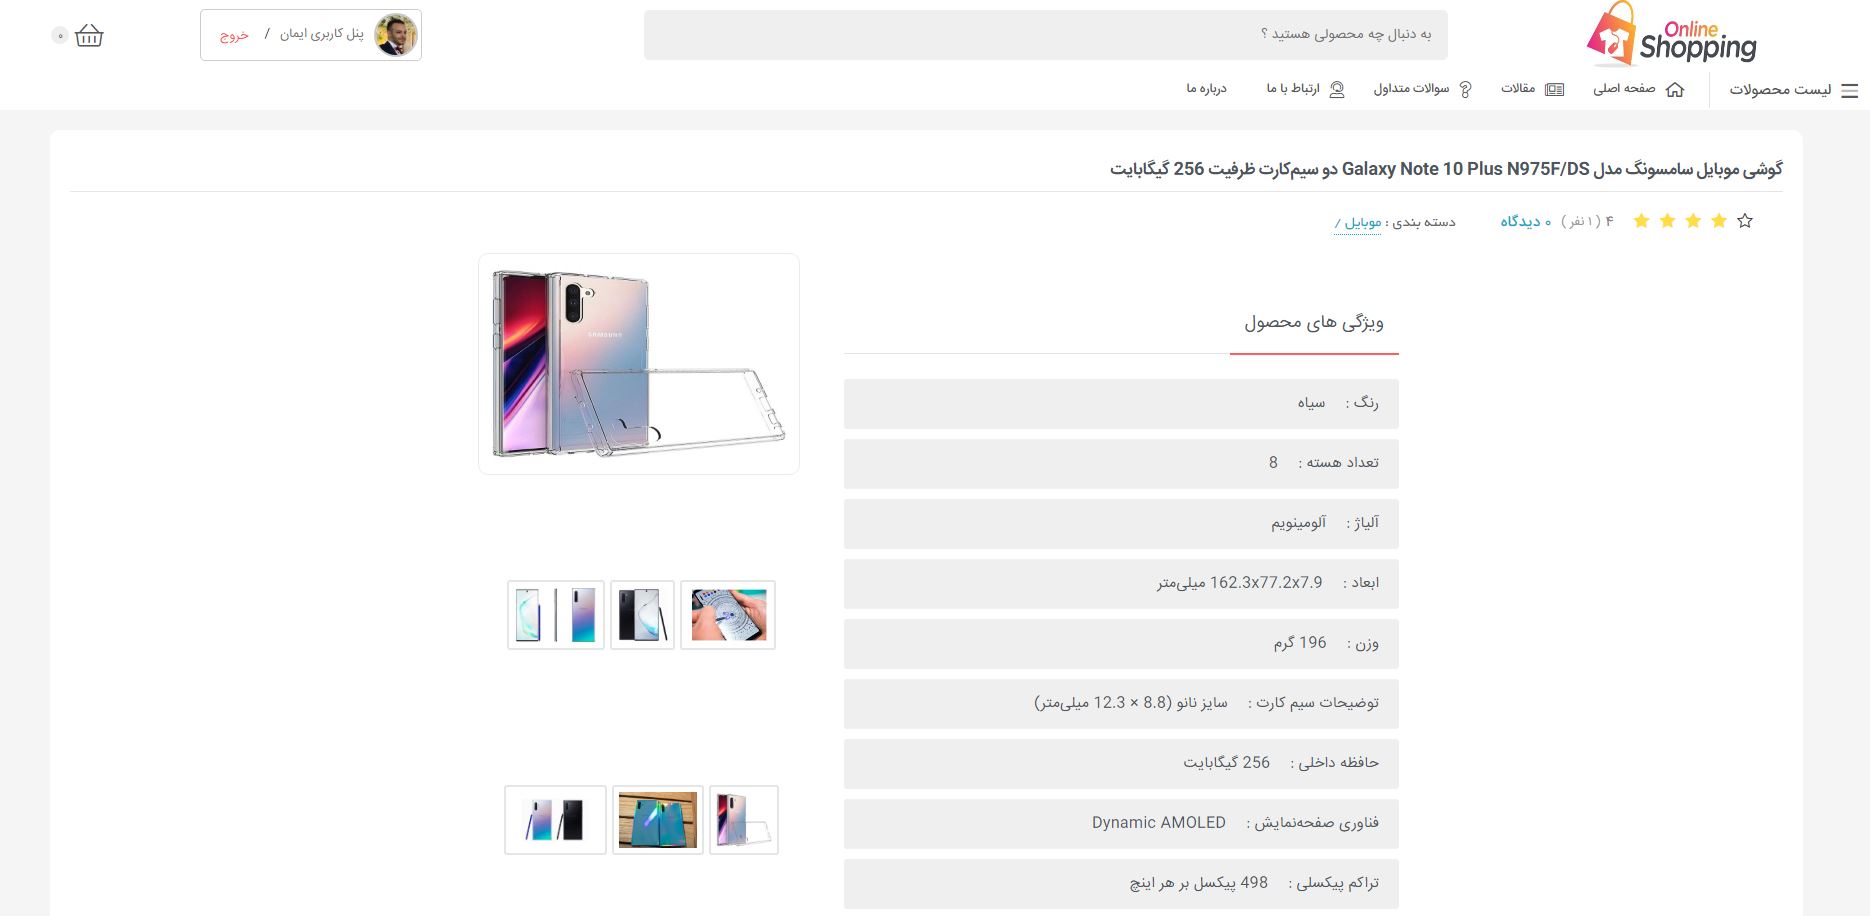 Online
Shopping
به دنبال چه محصولی هستید ؟
پنل کاربری ایمان / خروج
۰
لیست محصولات
صفحه اصلی
مقالات
سوالات متداول
ارتباط با ما
درباره ما
گوشی موبایل سامسونگ مدل Galaxy Note 10 Plus N975F/DS دو سیم‌کارت ظرفیت 256 گیگابایت
۴ ( ۱ نفر ) ۰ دیدگاه
دسته بندی : موبایل /
SAMSUNG
ویژگی های محصول
رنگ : سیاه
تعداد هسته : 8
آلیاژ : آلومینویم
ابعاد : 162.3x77.2x7.9 میلی‌متر
وزن : 196 گرم
توضیحات سیم کارت : سایز نانو (8.8 × 12.3 میلی‌متر)
حافظه داخلی : 256 گیگابایت
فناوری صفحه‌نمایش : Dynamic AMOLED
تراکم پیکسلی : 498 پیکسل بر هر اینچ